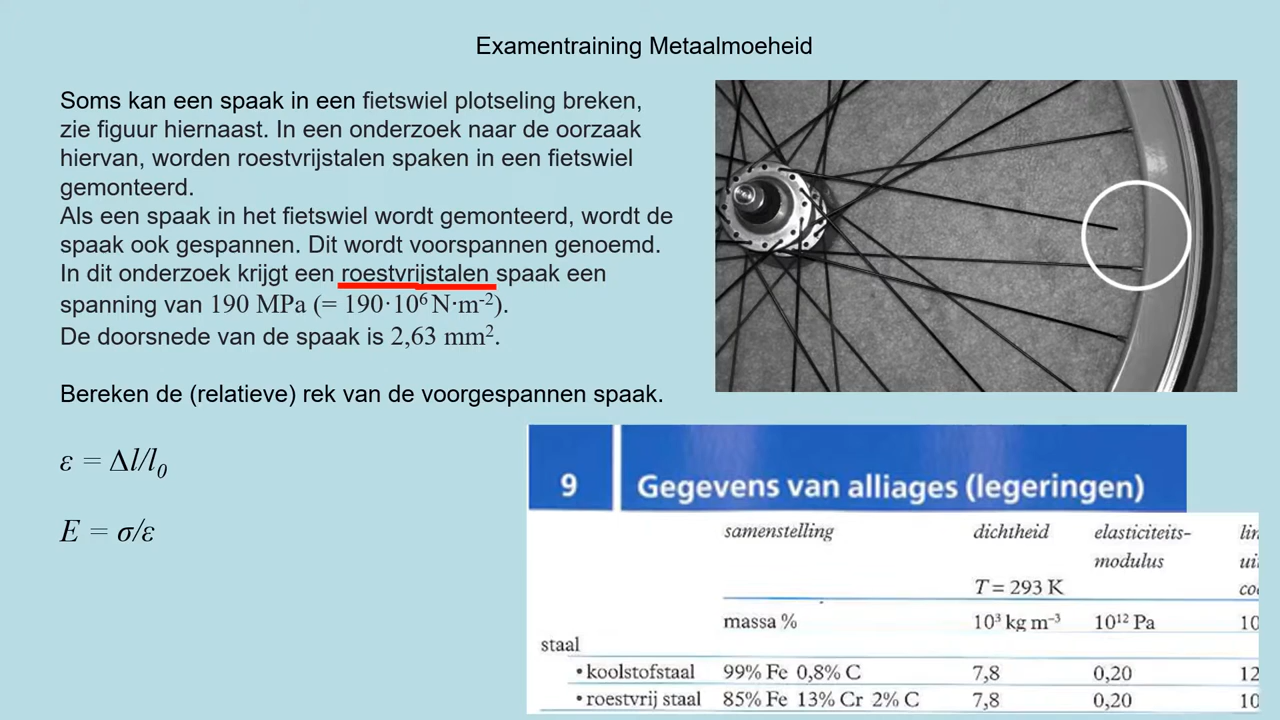 Examentraining Metaalmoeheid
Soms kan een spaak in een fietswiel plotseling breken,
zie figuur hiernaast. In een onderzoek naar de oorzaak
hiervan, worden roestvrijstalen spaken in een fietswiel
gemonteerd.
Als een spaak in het fietswiel wordt gemonteerd, wordt de
spaak ook gespannen. Dit wordt voorspannen genoemd.
In dit onderzoek krijgt een roestvrijstalen spaak een
spanning van 190 MPa (= 190·10⁶ N·m⁻²).
De doorsnede van de spaak is 2,63 mm².
Bereken de (relatieve) rek van de voorgespannen spaak.
ε = Δl/l₀
E = σ/ε
9 Gegevens van alliages (legeringen)
samenstelling dichtheid elasticiteits- lin
modulus ui
T = 293 K co
massa % 10³ kg m⁻³ 10¹² Pa 10
staal
• koolstofstaal 99% Fe 0,8% C 7,8 0,20 12
• roestvrij staal 85% Fe 13% Cr 2% C 7,8 0,20 10